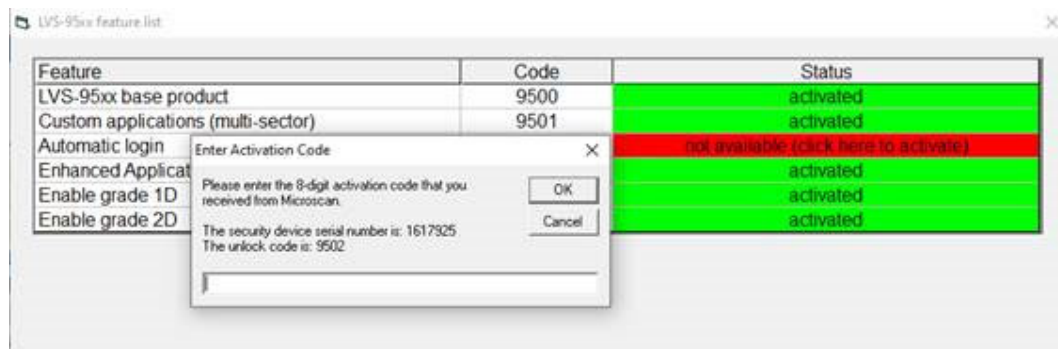 LVS-95xx feature list
Feature Code Status
LVS-95xx base product 9500 activated
Custom applications (multi-sector) 9501 activated
Automatic login not available (click here to activate)
Enhanced Applicat activated
Enable grade 1D activated
Enable grade 2D activated
Enter Activation Code
Please enter the 8-digit activation code that you
received from Microscan.
The security device serial number is: 1617925
The unlock code is: 9502
OK
Cancel